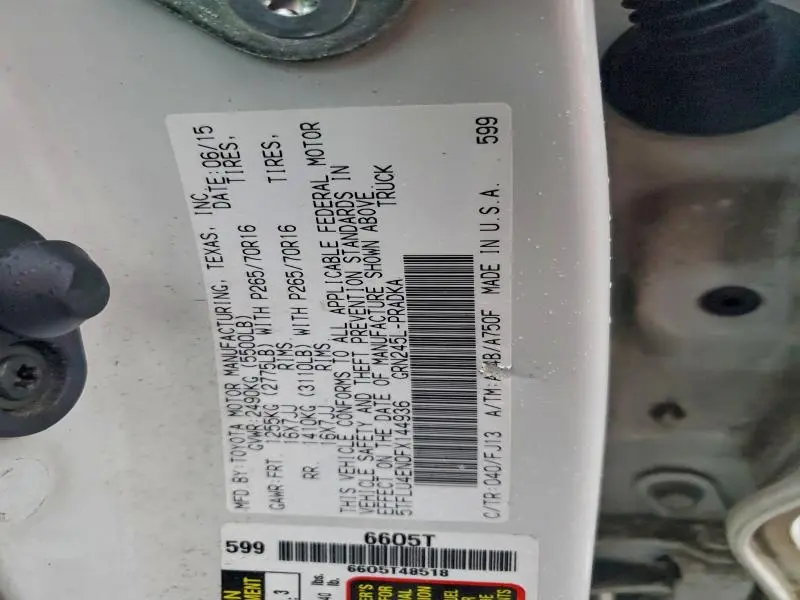 MFD BY:TOYOTA MOTOR MANUFACTURING, TEXAS, INC.
DATE:06/15
GVWR:2490KG (5500LB)
GAWR:FRT. 1255KG (2775LB) WITH P265/70R16 TIRES,
16X7JJ RIMS
RR. 1410KG (3110LB) WITH P265/70R16 TIRES,
16X7JJ RIMS
THIS VEHICLE CONFORMS TO ALL APPLICABLE FEDERAL MOTOR
VEHICLE SAFETY AND THEFT PREVENTION STANDARDS IN
EFFECT ON THE DATE OF MANUFACTURE SHOWN ABOVE.
5TFLU4EN0FX144936 TRUCK
GRN245L-PRADKA
C/TR:040/FJ13 A/TM: /A750F MADE IN U.S.A. 599
599
6605T
6605T48518